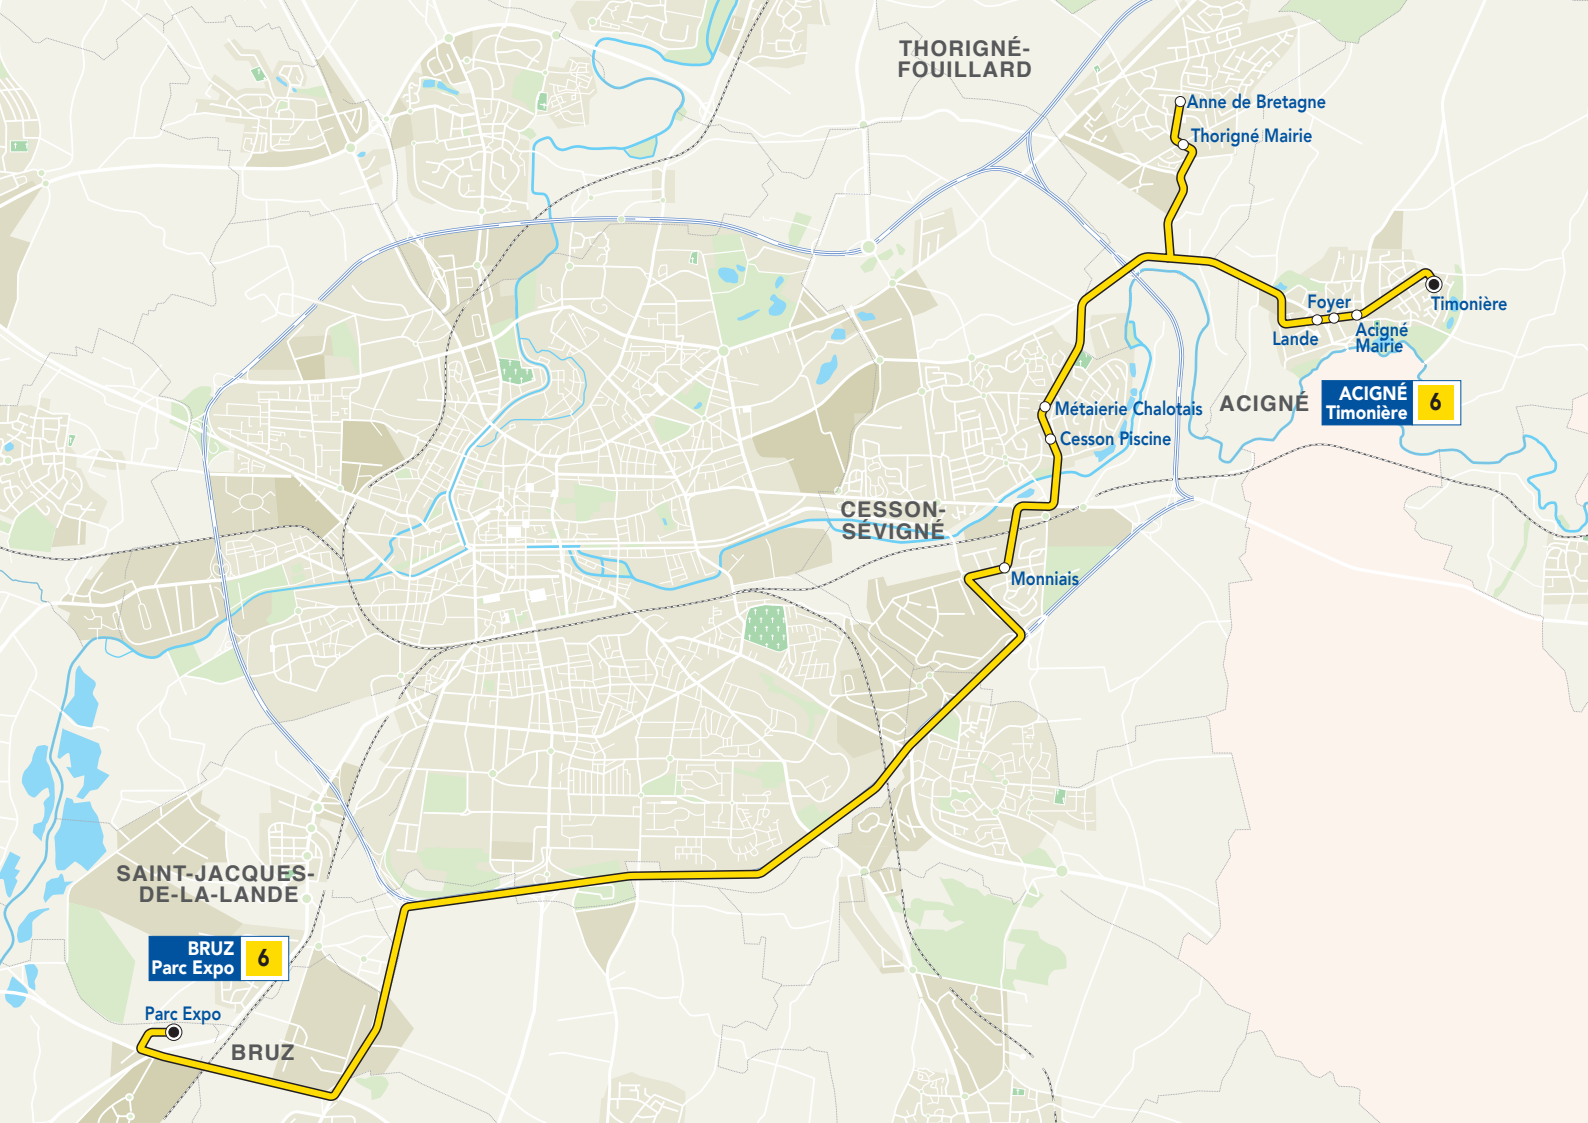 THORIGNÉ-
FOUILLARD
Anne de Bretagne
Thorigné Mairie
Foyer
Timonière
Lande
Acigné
Mairie
ACIGNÉ
ACIGNÉ
Timonière
6
Métaierie Chalotais
Cesson Piscine
CESSON-
SÉVIGNÉ
Monniais
SAINT-JACQUES-
DE-LA-LANDE
BRUZ
Parc Expo
6
Parc Expo
BRUZ